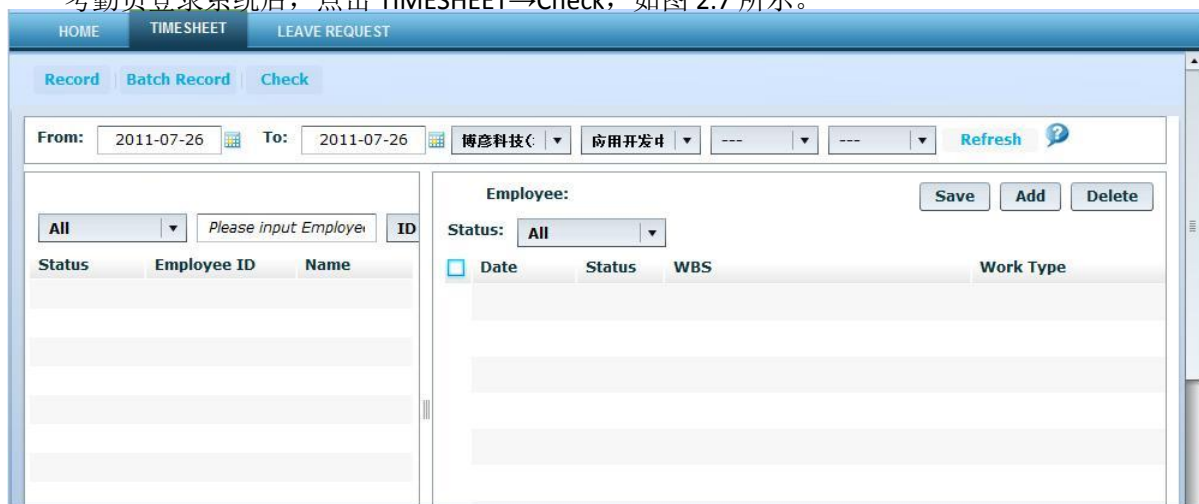 考勤员登录系统后，点击 TIMESHEET→Check，如图 2.7 所示。
HOME TIMESHEET LEAVE REQUEST
Record Batch Record Check
From: 2011-07-26 To: 2011-07-26 博彦科技( 应用开发中 --- --- Refresh
Employee: Save Add Delete
All Please input Employe ID Status: All
Status Employee ID Name Date Status WBS Work Type